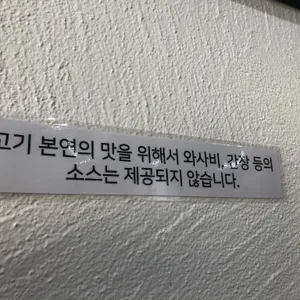 고기 본연의 맛을 위해서 와사비, 간장 등의
소스는 제공되지 않습니다.